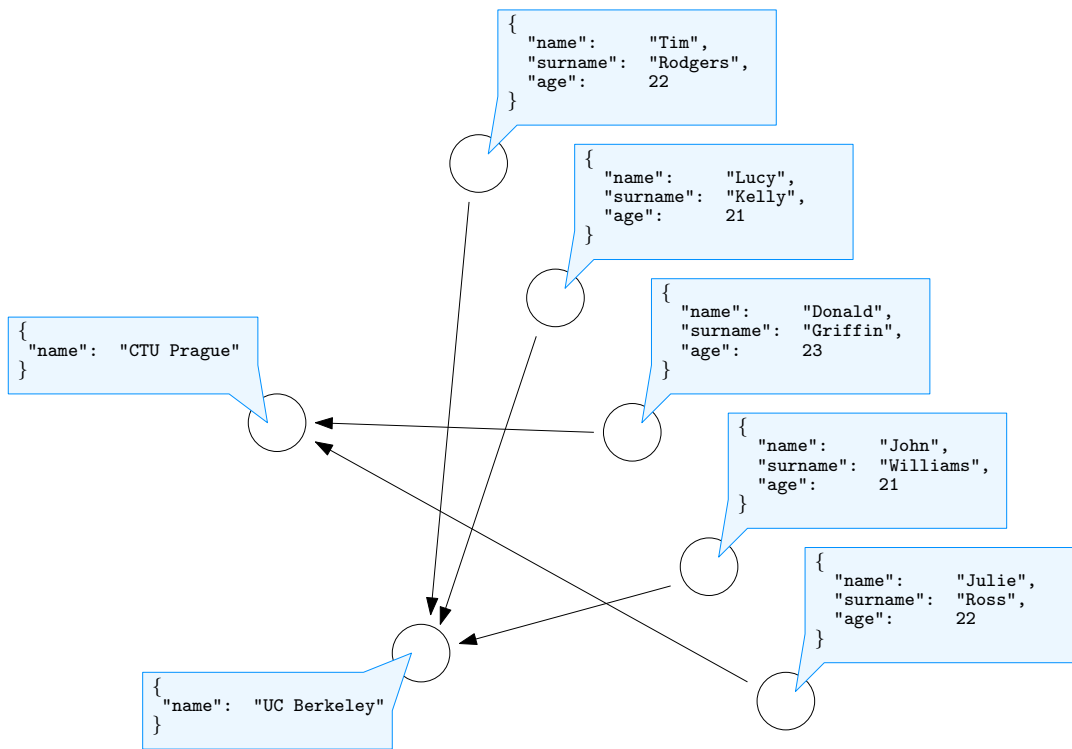 {
"name": "Tim",
"surname": "Rodgers",
"age": 22
}
{
"name": "Lucy",
"surname": "Kelly",
"age": 21
}
{
"name": "Donald",
"surname": "Griffin",
"age": 23
}
{
"name": "CTU Prague"
}
{
"name": "John",
"surname": "Williams",
"age": 21
}
{
"name": "Julie",
"surname": "Ross",
"age": 22
}
{
"name": "UC Berkeley"
}